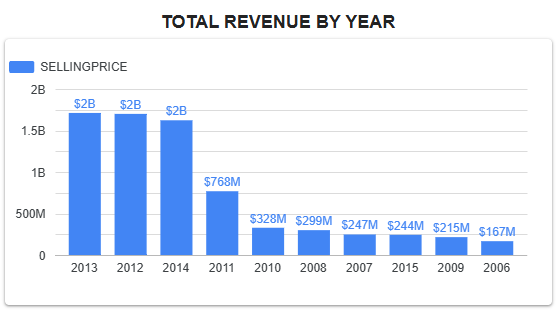 TOTAL REVENUE BY YEAR
SELLINGPRICE
2B
1.5B
1B
500M
0
$2B $2B $2B $768M $328M $299M $247M $244M $215M $167M
2013 2012 2014 2011 2010 2008 2007 2015 2009 2006